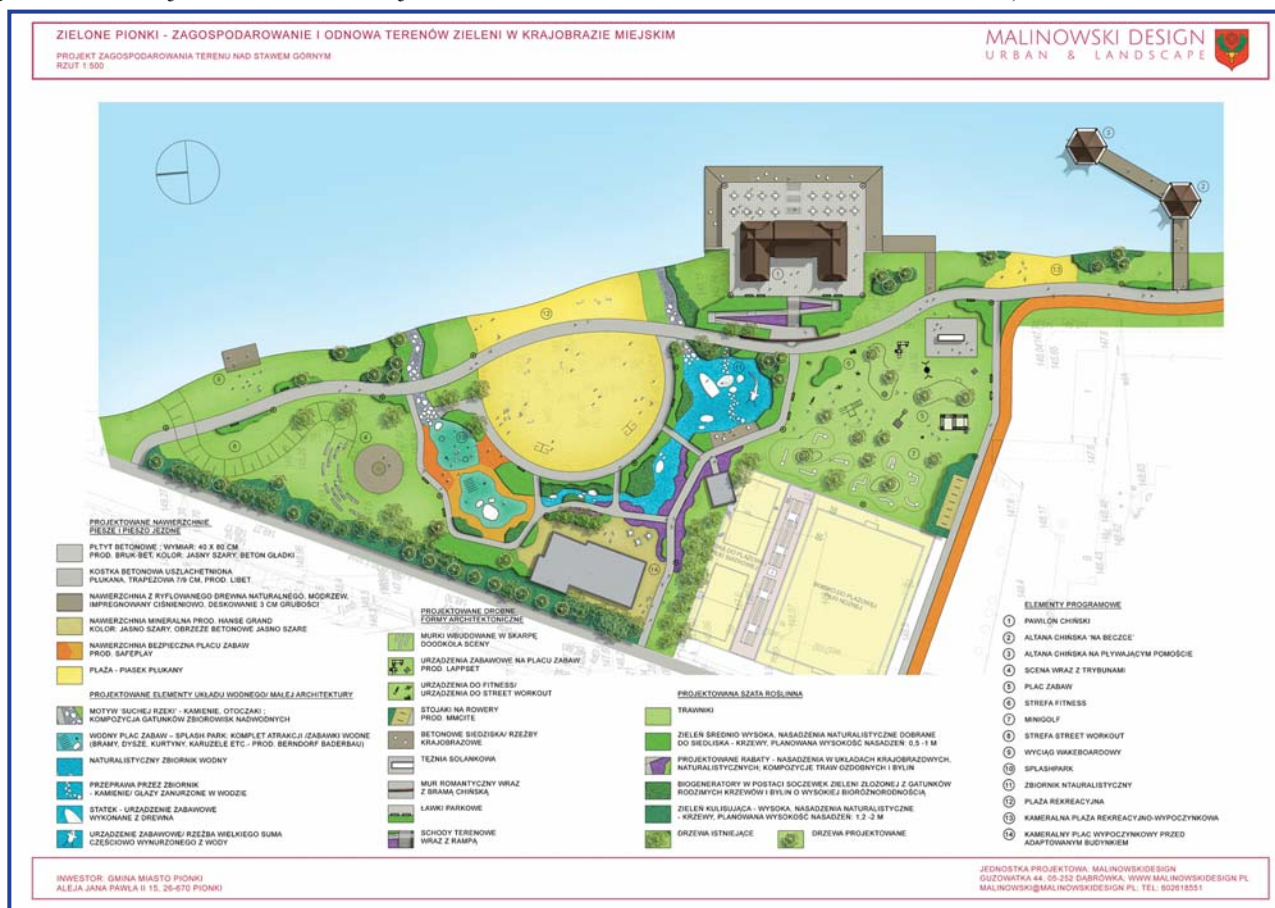 ZIELONE PIONKI - ZAGOSPODAROWANIE I ODNOWA TERENÓW ZIELENI W KRAJOBRAZIE MIEJSKIM
PROJEKT ZAGOSPODAROWANIA TERENU NAD STAWEM GÓRNYM
RZUT 1:500
MALINOWSKI DESIGN
URBAN & LANDSCAPE
PROJEKTOWANE NAWIERZCHNIE
PIESZE I PIESZO JEZDNE
PŁTYT BETONOWE ; WYMIAR: 40 X 80 CM
PROD. BRUK-BET, KOLOR: JASNY SZARY, BETON GŁADKI
KOSTKA BETONOWA USZLACHETNIONA
PŁUKANA, TRAPEZOWA 7/9 CM, PROD. LIBET
NAWIERZCHNIA Z RYFLOWANEGO DREWNA NATURALNEGO, MODRZEW,
IMPREGNOWANY CIŚNIENIOWO, DESKOWANIE 3 CM GRUBOŚCI
NAWIERZCHNIA MINERALNA PROD. HANSE GRAND
KOLOR: JASNO SZARY, OBRZEŻE BETONOWE JASNO SZARE
NAWIERZCHNIA BEZPIECZNA PLACU ZABAW
PROD. SAFEPLAY
PLAŻA - PIASEK PŁUKANY
PROJEKTOWANE ELEMENTY UKŁADU WODNEGO/ MAŁEJ ARCHITEKTURY
MOTYW 'SUCHEJ RZEKI' - KAMIENIE, OTOCZAKI ;
KOMPOZYCJA GATUNKÓW ZBIOROWISK NADWODNYCH
WODNY PLAC ZABAW – SPLASH PARK: KOMPLET ATRAKCJI /ZABAWKI WODNE
(BRAMY, DYSZE, KURTYNY, KARUZELE ETC.- PROD. BERNDORF BADERBAU)
NATURALISTYCZNY ZBIORNIK WODNY
PRZEPRAWA PRZEZ ZBIORNIK
- KAMIENIE/ GŁAZY ZANURZONE W WODZIE
STATEK - URZĄDZENIE ZABAWOWE
WYKONANE Z DREWNA
URZĄDZENIE ZABAWOWE/ RZEŹBA WIELKIEGO SUMA
CZĘŚCIOWO WYNURZONEGO Z WODY
PROJEKTOWANE DROBNE
FORMY ARCHITEKTONICZNE
MURKI WBUDOWANE W SKARPĘ
DOODKOŁA SCENY
URZĄDZENIA ZABAWOWE NA PLACU ZABAW
PROD. LAPPSET
URZĄDZENIA DO FITNESS/
URZĄDZENIA DO STREET WORKOUT
STOJAKI NA ROWERY
PROD. MMCITE
BETONOWE SIEDZISKA/ RZEŹBY
KRAJOBRAZOWE
TĘŻNIA SOLANKOWA
MUR ROMANTYCZNY WRAZ
Z BRAMĄ CHIŃSKĄ
ŁAWKI PARKOWE
SCHODY TERENOWE
WRAZ Z RAMPĄ
PROJEKTOWANA SZATA ROŚLINNA
TRAWNIKI
ZIELEŃ ŚREDNIO WYSOKA, NASADZENIA NATURALISTYCZNE DOBRANE
DO SIEDLISKA - KRZEWY, PLANOWANA WYSOKOŚĆ NASADZEŃ: 0,5 -1 M
PROJEKTOWANE RABATY - NASADZENIA W UKŁADACH KRAJOBRAZOWYCH,
NATURALISTYCZNYCH; KOMPOZYCJE TRAW OZDOBNYCH I BYLIN
BIOGENERATORY W POSTACI SOCZEWEK ZIELENI ZŁOŻONEJ Z GATUNKÓW
RODZIMYCH KRZEWÓW I BYLIN O WYSOKIEJ BIORÓŻNORODNOŚCIĄ
ZIELEŃ KULISUJĄCA - WYSOKA, NASADZENIA NATURALISTYCZNE
- KRZEWY, PLANOWANA WYSOKOŚĆ NASADZEŃ: 1,2 -2 M
DRZEWA ISTNIEJĄCE
DRZEWA PROJEKTOWANE
ELEMENTY PROGRAMOWE
1 PAWILON CHIŃSKI
2 ALTANA CHIŃSKA 'NA BECZCE'
3 ALTANA CHIŃSKA NA PŁYWAJĄCYM POMOŚCIE
4 SCENA WRAZ Z TRYBUNAMI
5 PLAC ZABAW
6 STREFA FITNESS
7 MINIGOLF
8 STREFA STREET WORKOUT
9 WYCIĄG WAKEBOARDOWY
10 SPLASHPARK
11 ZBIORNIK NTAURALISTYCZNY
12 PLAŻA REKREACYJNA
13 KAMERALNA PLAŻA REKREACYJNO-WYPOCZYNKOWA
14 KAMERALNY PLAC WYPOCZYNKOWY PRZED
ADAPTOWANYM BUDYNKIEM
INWESTOR: GMINA MIASTO PIONKI
ALEJA JANA PAWŁA II 15, 26-670 PIONKI
JEDNOSTKA PROJEKTOWA: MALINOWSKIDESIGN
GUZOWATKA 44, 05-252 DĄBRÓWKA, WWW.MALINOWSKIDESIGN.PL
MALINOWSKI@MALINOWSKIDESIGN.PL; TEL: 602618551